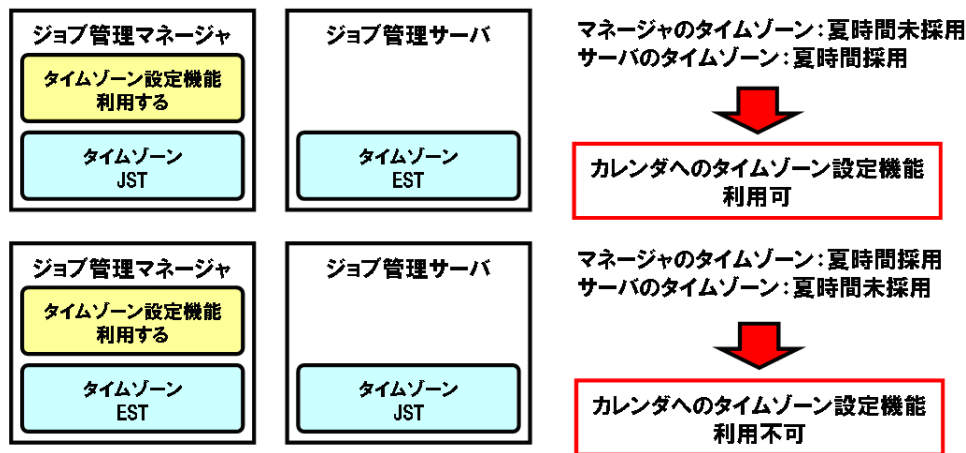 ジョブ管理マネージャ
タイムゾーン設定機能
利用する
タイムゾーン
JST
ジョブ管理サーバ
タイムゾーン
EST
マネージャのタイムゾーン：夏時間未採用
サーバのタイムゾーン：夏時間採用
カレンダへのタイムゾーン設定機能
利用可
ジョブ管理マネージャ
タイムゾーン設定機能
利用する
タイムゾーン
EST
ジョブ管理サーバ
タイムゾーン
JST
マネージャのタイムゾーン：夏時間採用
サーバのタイムゾーン：夏時間未採用
カレンダへのタイムゾーン設定機能
利用不可